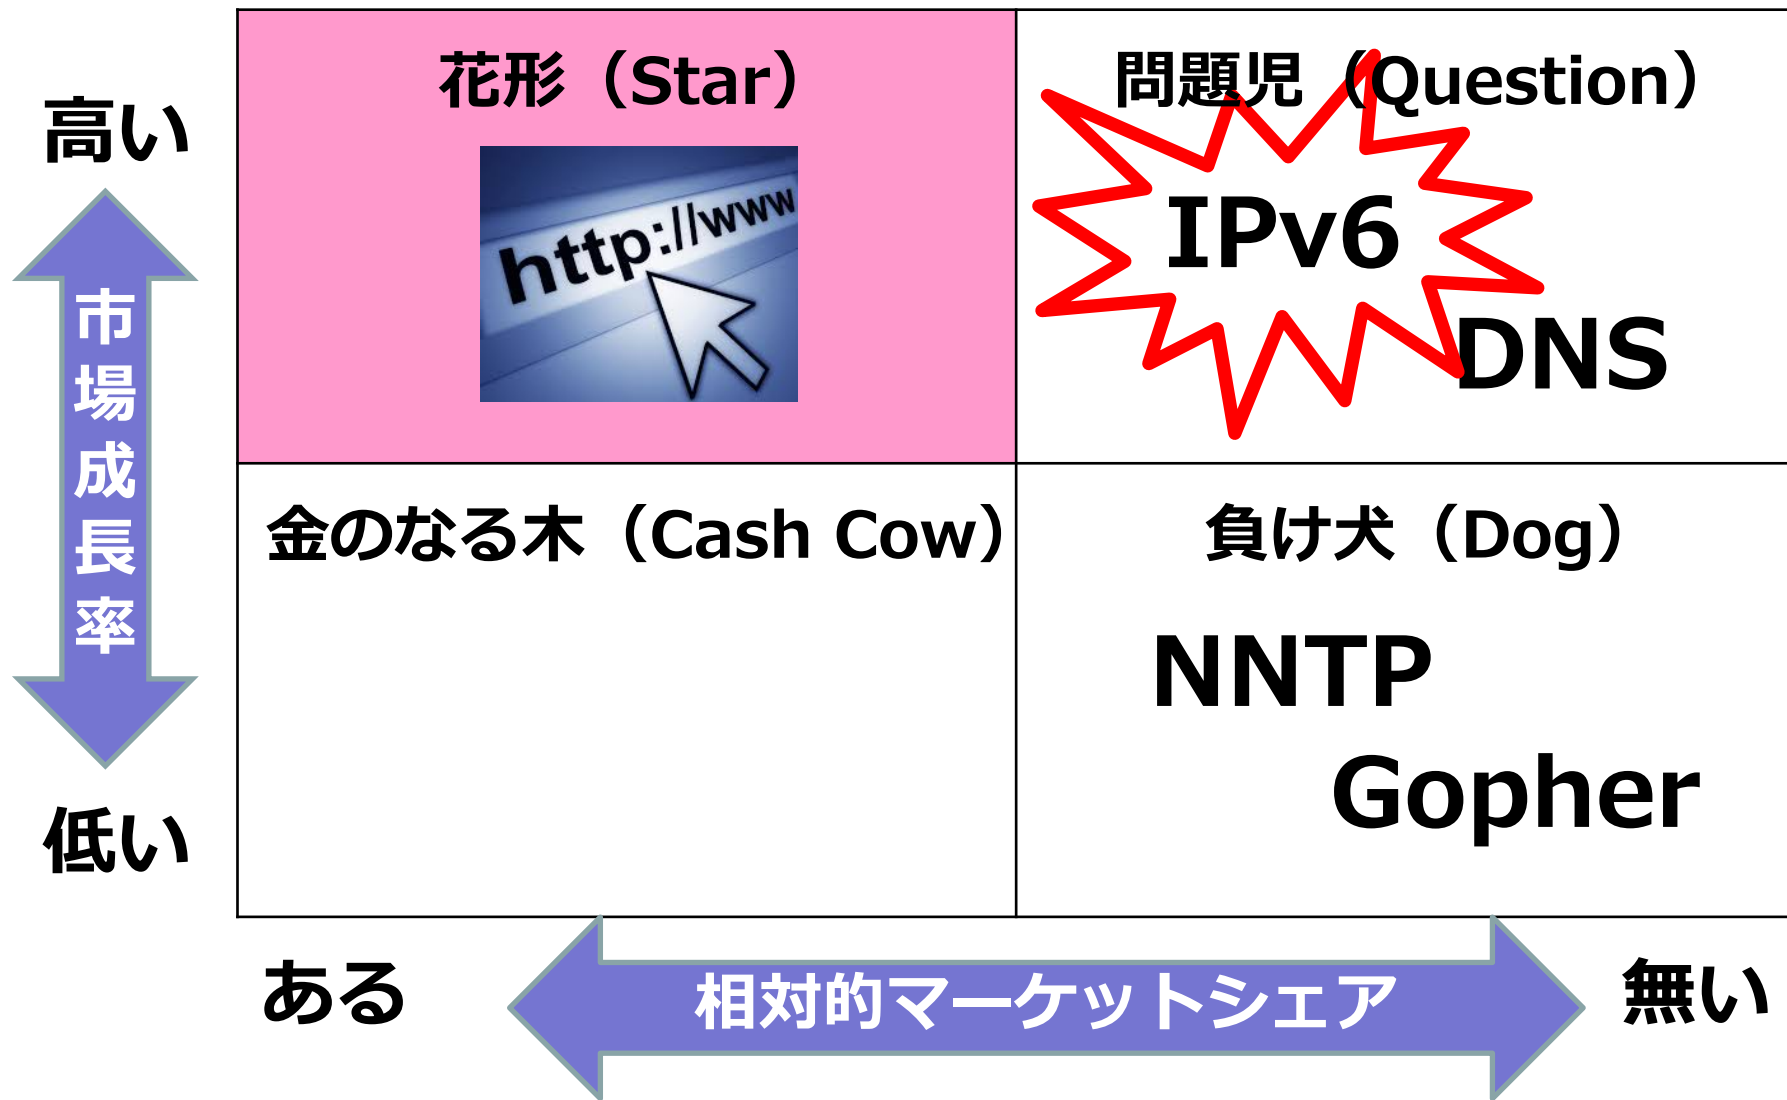 花形（Star）
問題児（Question）
高い
http://www
IPv6
DNS
市場成長率
金のなる木（Cash Cow）
負け犬（Dog）
NNTP
Gopher
低い
ある
相対的マーケットシェア
無い